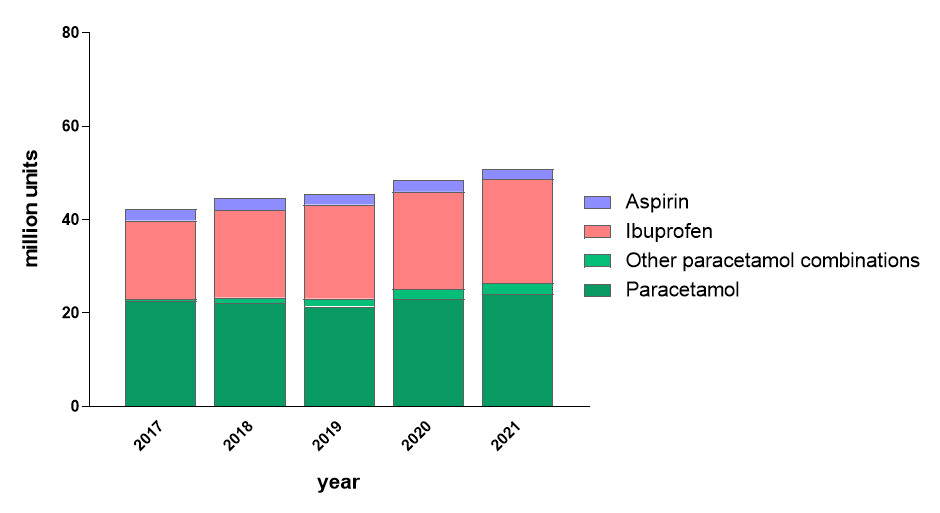 80
60
40
20
0
million units
2017
2018
2019
2020
2021
year
Aspirin
Ibuprofen
Other paracetamol combinations
Paracetamol